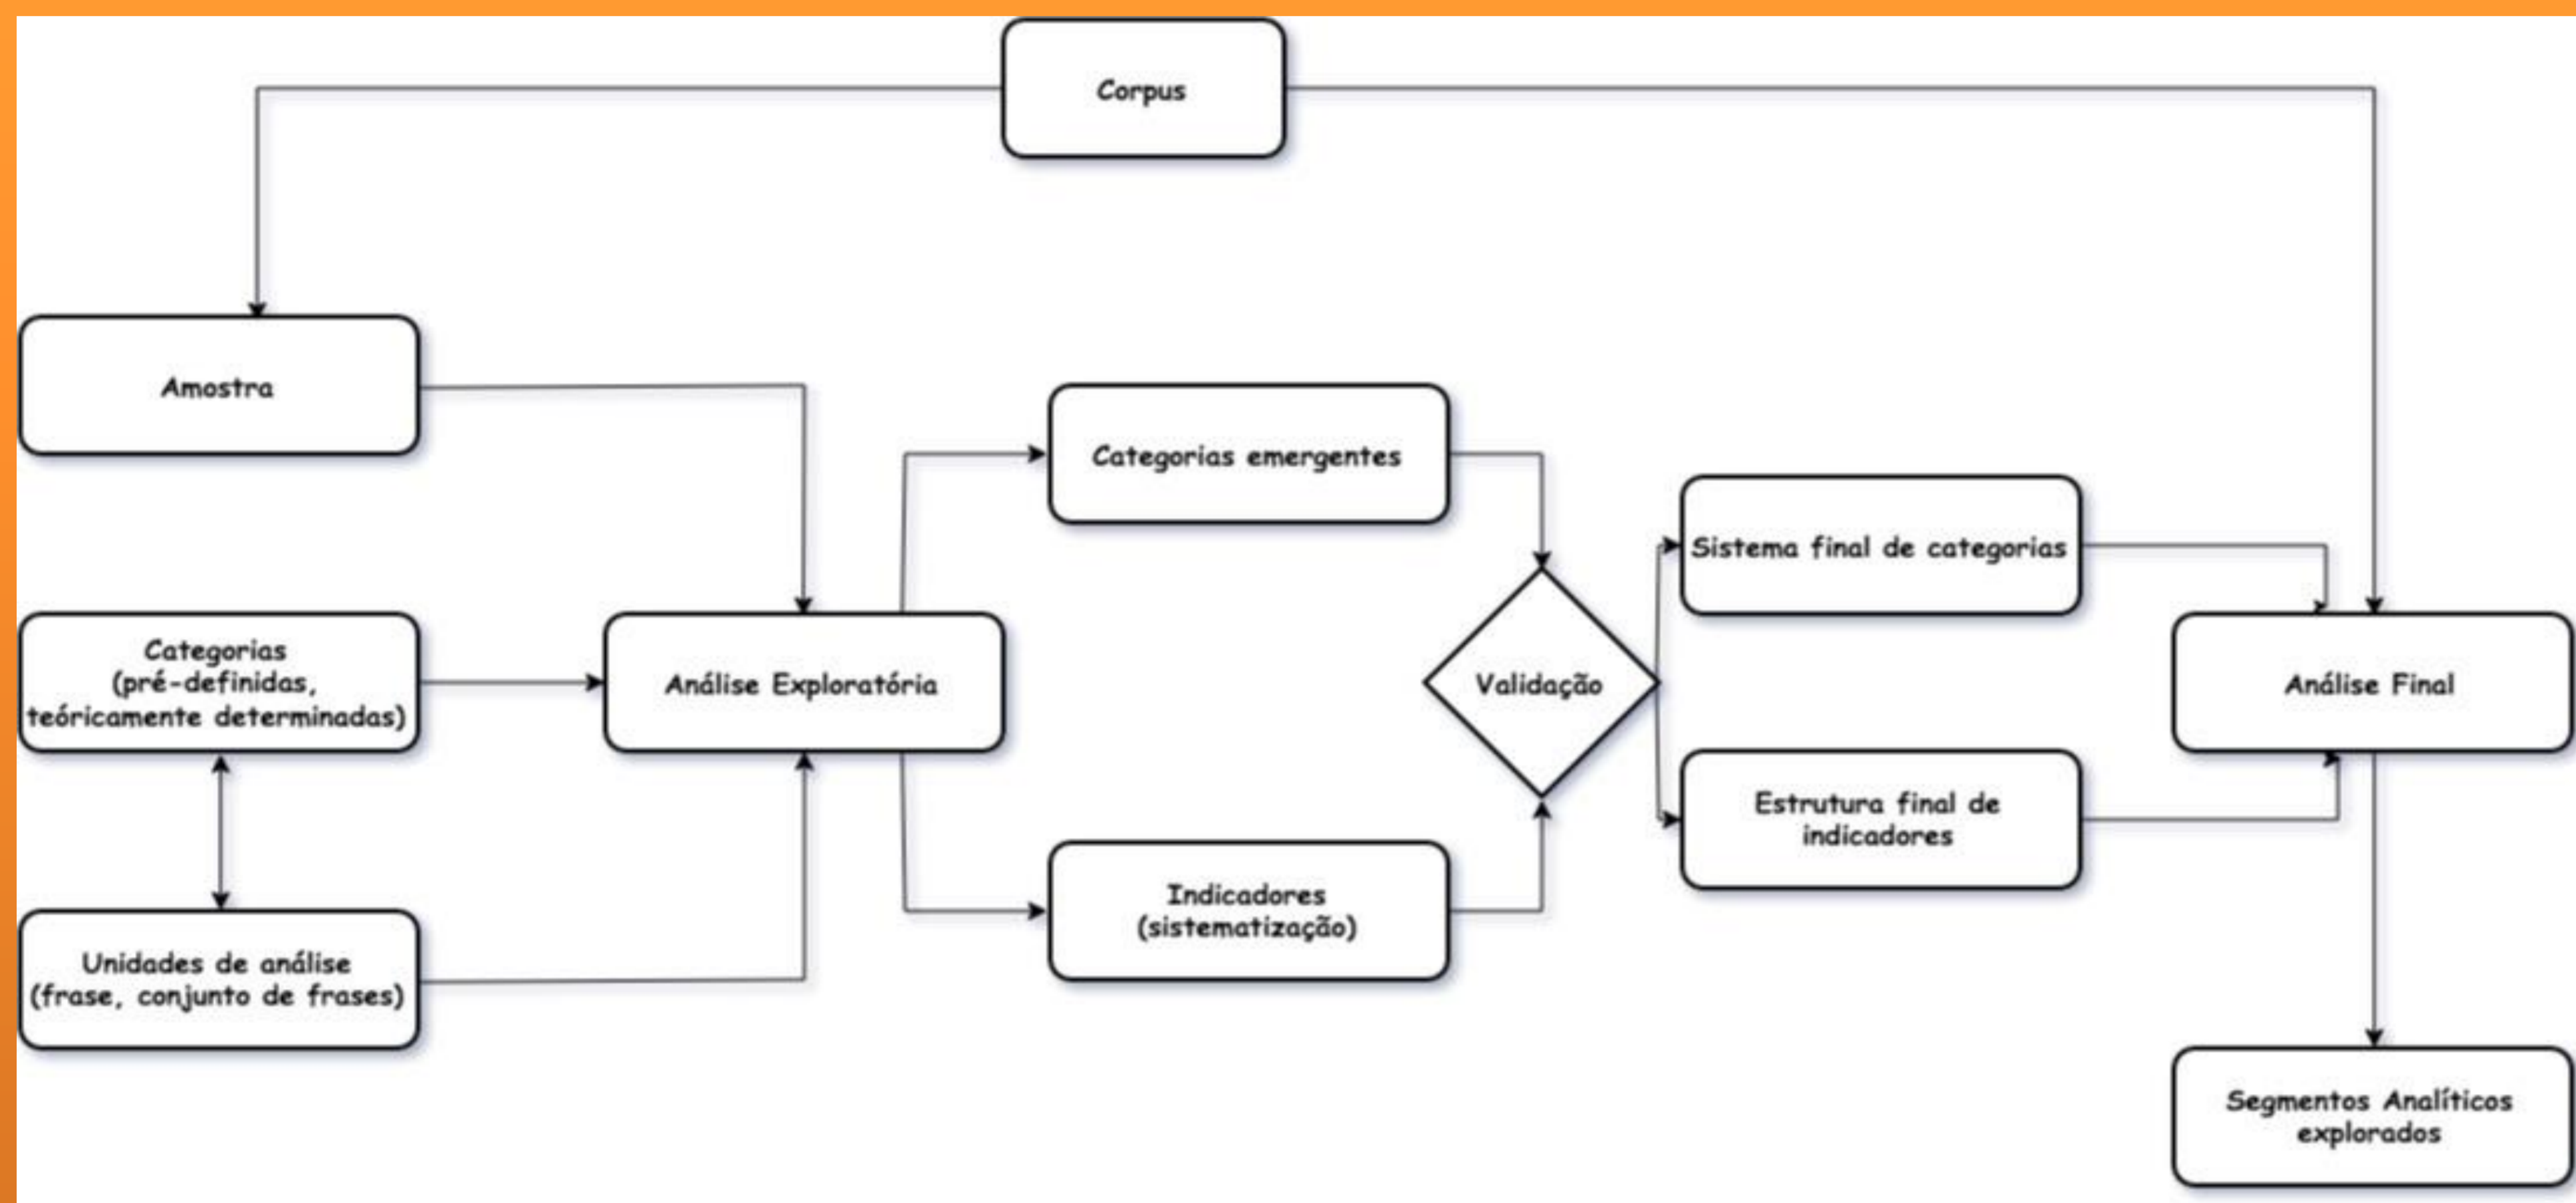 Corpus
Amostra
Categorias emergentes
Sistema final de categorias
Categorias
(pré-definidas,
teóricamente determinadas)
Análise Exploratória
Validação
Análise Final
Estrutura final de
indicadores
Indicadores
(sistematização)
Unidades de análise
(frase, conjunto de frases)
Segmentos Analíticos
explorados